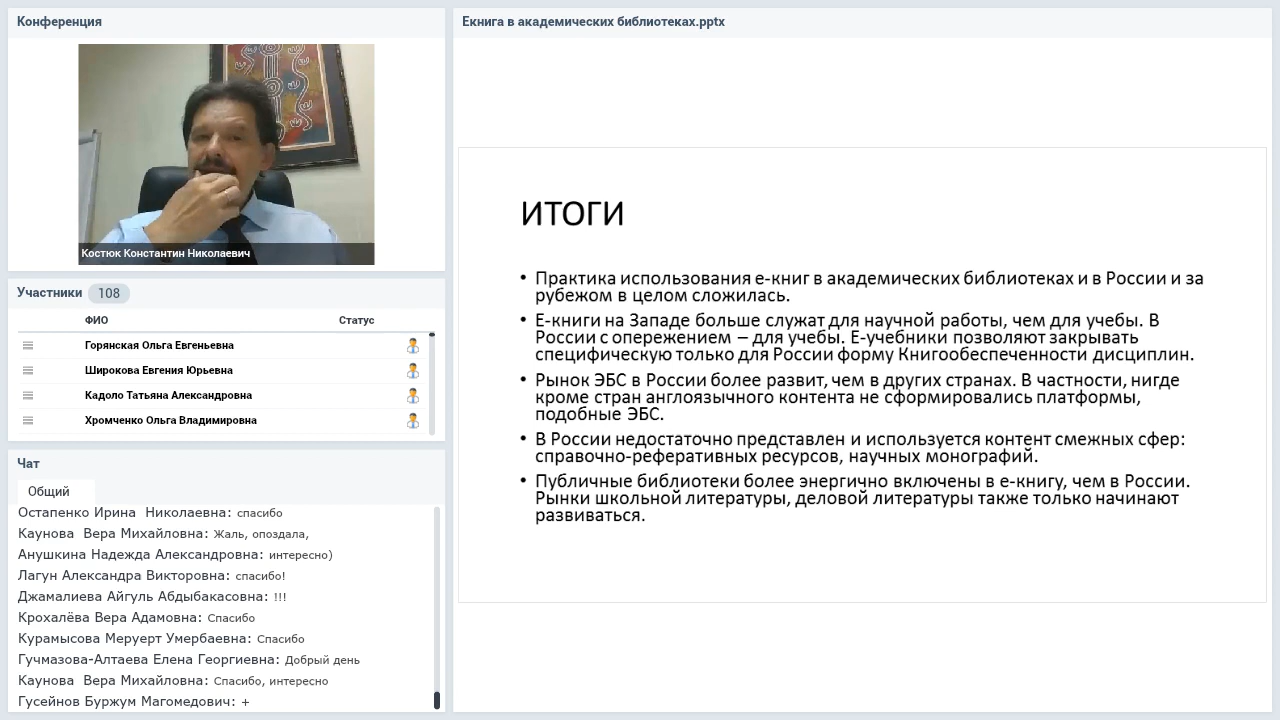 Конференция
Костюк Константин Николаевич
Участники 108
ФИО Статус
Горянская Ольга Евгеньевна
Широкова Евгения Юрьевна
Кадоло Татьяна Александровна
Хромченко Ольга Владимировна
Чат
Общий
Остапенко Ирина Николаевна: спасибо
Каунова Вера Михайловна: Жаль, опоздала,
Анушкина Надежда Александровна: интересно)
Лагун Александра Викторовна: спасибо!
Джамалиева Айгуль Абдыбакасовна: !!!
Крохалёва Вера Адамовна: Спасибо
Курамысова Меруерт Умербаевна: Спасибо
Гучмазова-Алтаева Елена Георгиевна: Добрый день
Каунова Вера Михайловна: Спасибо, интересно
Гусейнов Буржум Магомедович: +
Екнига в академических библиотеках.pptx
ИТОГИ
• Практика использования е-книг в академических библиотеках и в России и за
рубежом в целом сложилась.
• Е-книги на Западе больше служат для научной работы, чем для учебы. В
России с опережением – для учебы. Е-учебники позволяют закрывать
специфическую только для России форму Книгообеспеченности дисциплин.
• Рынок ЭБС в России более развит, чем в других странах. В частности, нигде
кроме стран англоязычного контента не сформировались платформы,
подобные ЭБС.
• В России недостаточно представлен и используется контент смежных сфер:
справочно-реферативных ресурсов, научных монографий.
• Публичные библиотеки более энергично включены в е-книгу, чем в России.
Рынки школьной литературы, деловой литературы также только начинают
развиваться.